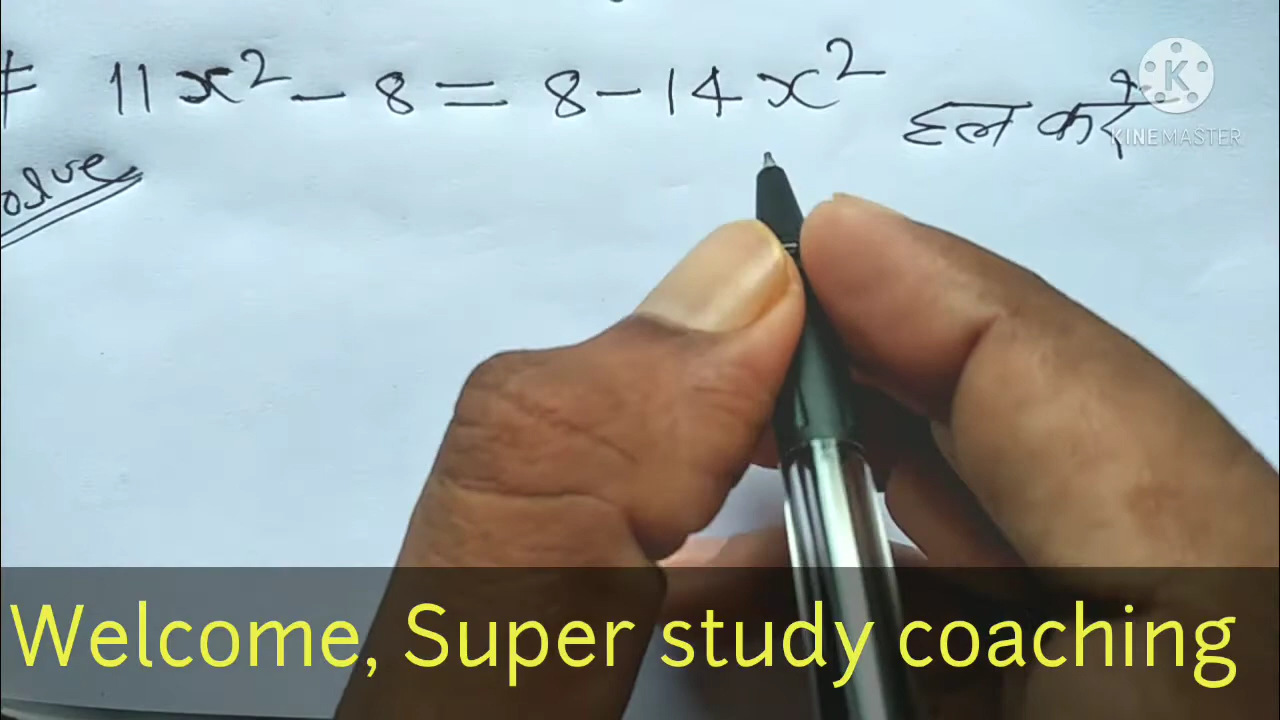 # 11x² - 8 = 8 - 14x² हल करें
solve
K
KINEMASTER
Welcome, Super study coaching